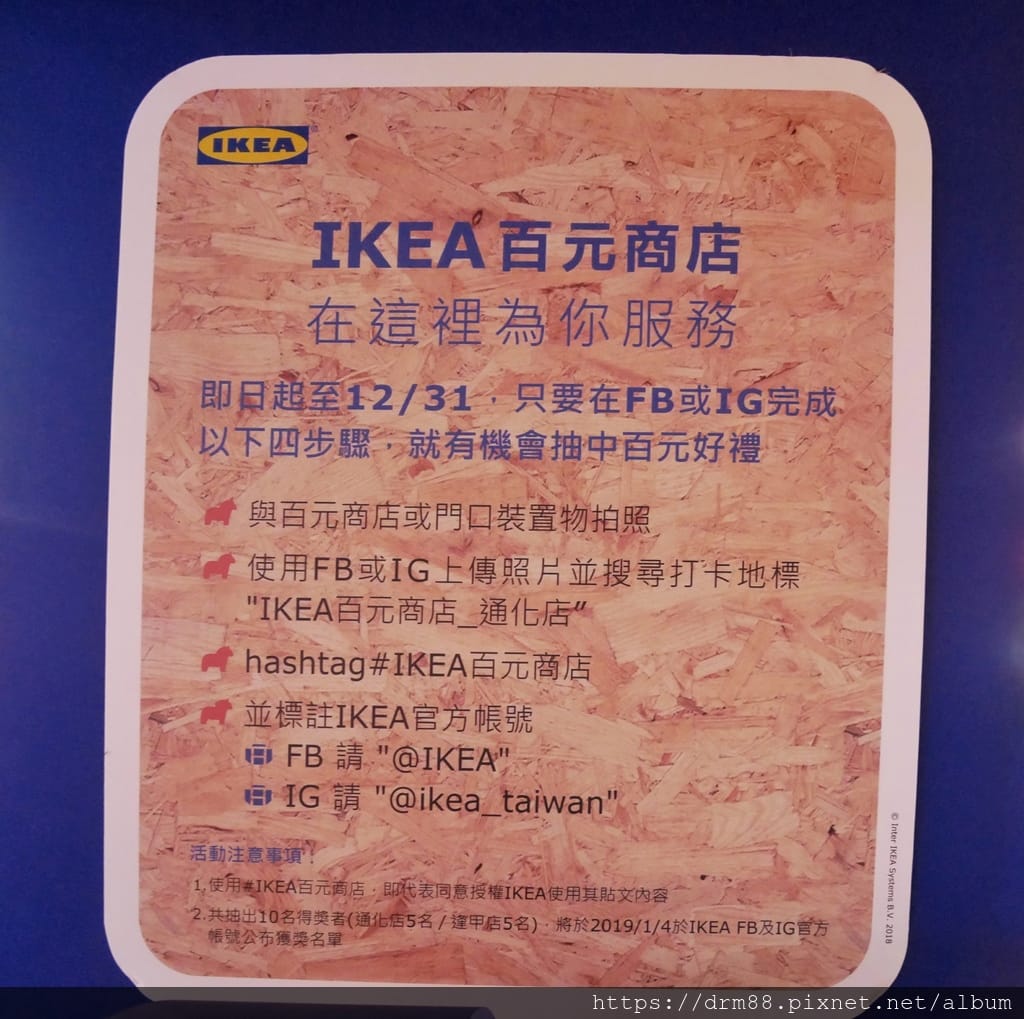 IKEA
IKEA百元商店
在這裡為你服務
即日起至12/31，只要在FB或IG完成
以下四步驟，就有機會抽中百元好禮
與百元商店或門口裝置物拍照
使用FB或IG上傳照片並搜尋打卡地標
"IKEA百元商店_通化店”
hashtag#IKEA百元商店
並標註IKEA官方帳號
FB 請 "@IKEA"
IG 請 "@ikea_taiwan"
活動注意事項：
1.使用#IKEA百元商店，即代表同意授權IKEA使用其貼文內容
2.共抽出10名得獎者(通化店5名 / 逢甲店5名)，將於2019/1/4於IKEA FB及IG官方
帳號公布獲獎名單
© Inter IKEA Systems B.V. 2018
https://drm88.pixnet.net/album